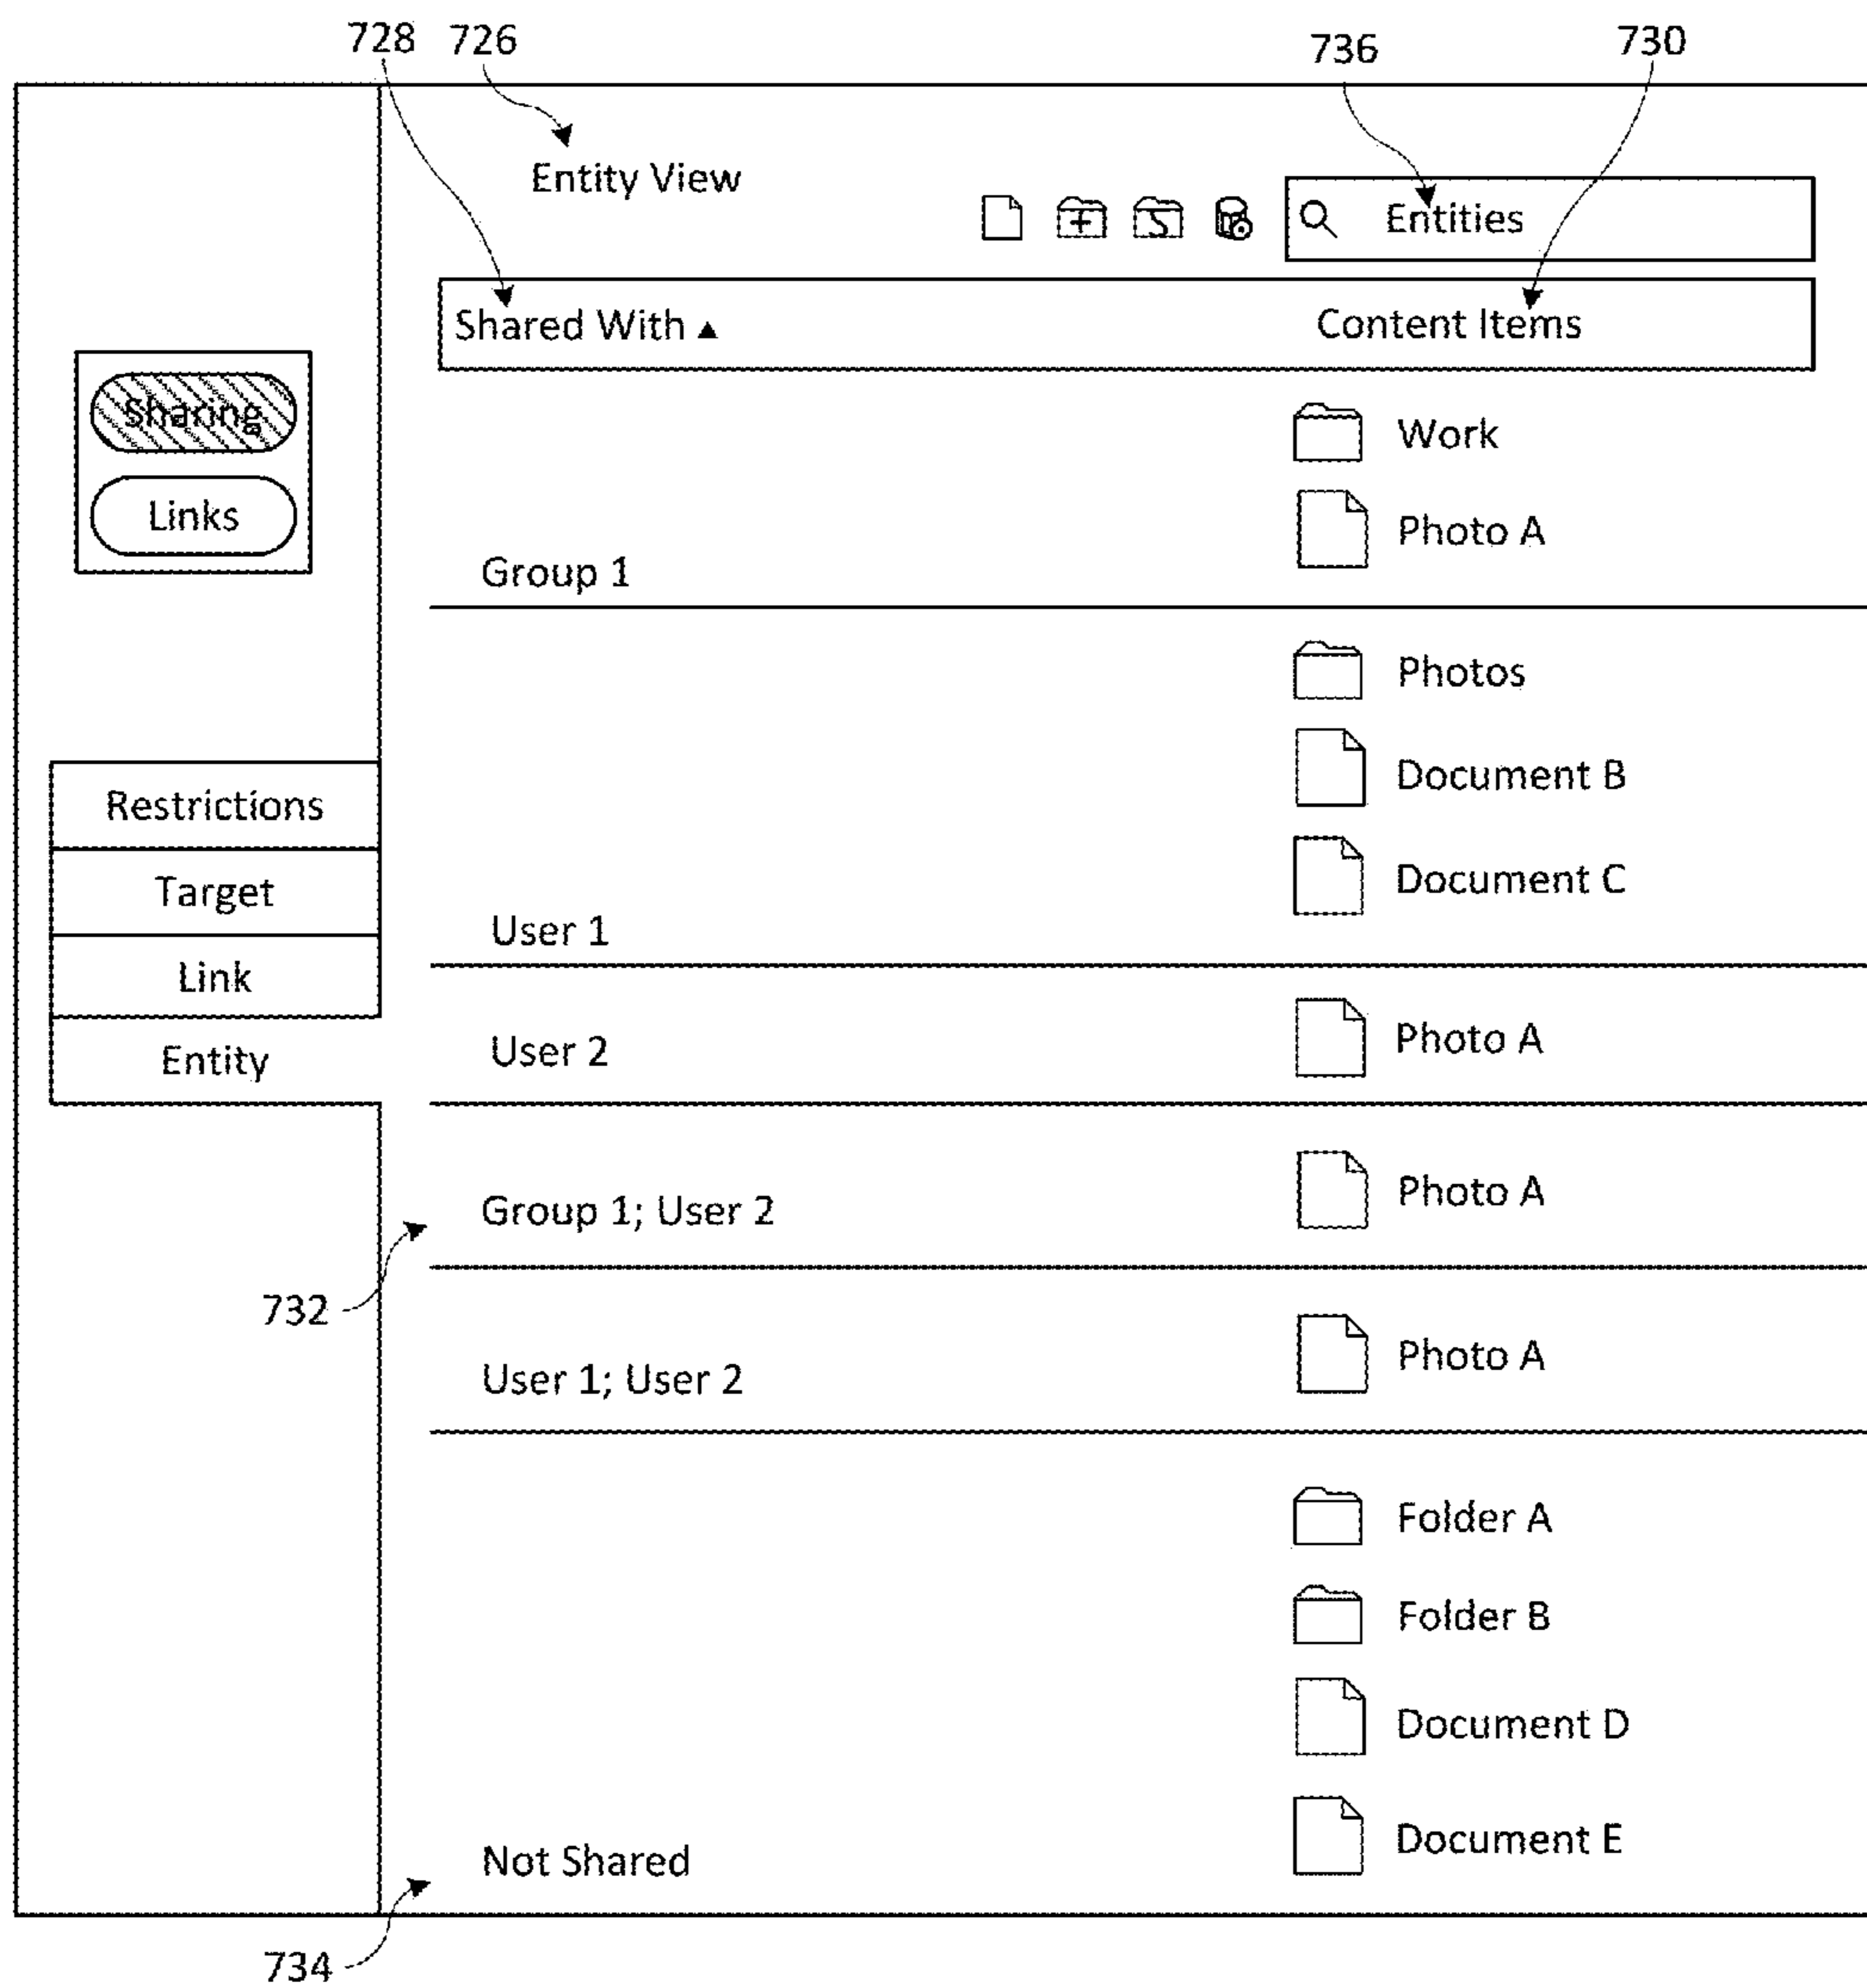 728 726 736 730
Entity View
Entities
Shared With ▲ Content Items
Sharing
Links
Work
Photo A
Group 1
Photos
Document B
Document C
User 1
Restrictions
Target
Link
Entity
User 2 Photo A
Group 1; User 2 Photo A
732
User 1; User 2 Photo A
Folder A
Folder B
Document D
Document E
Not Shared
734